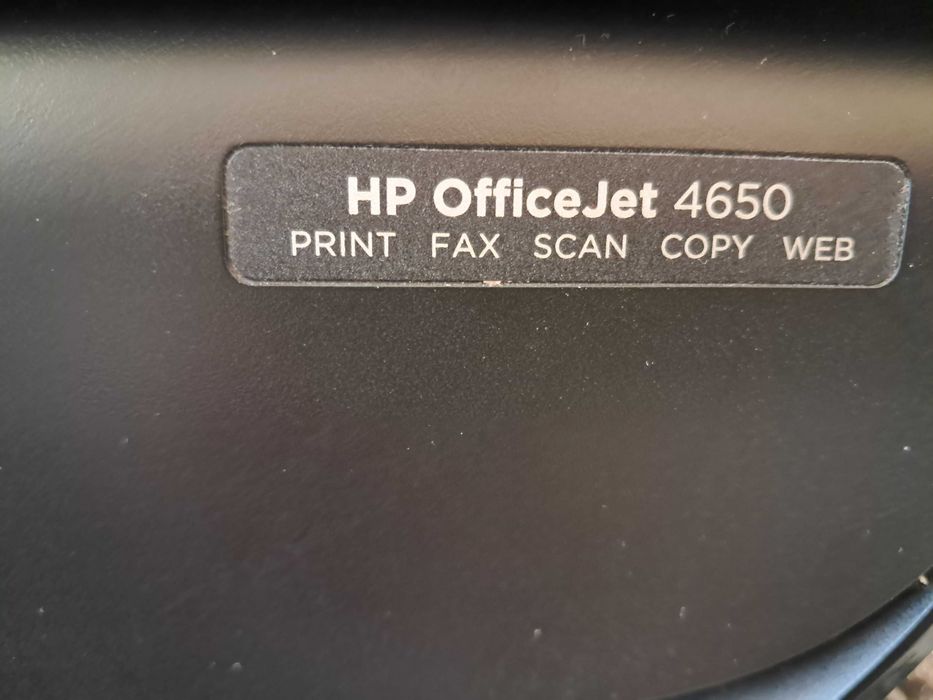 HP OfficeJet 4650
PRINT FAX SCAN COPY WEB